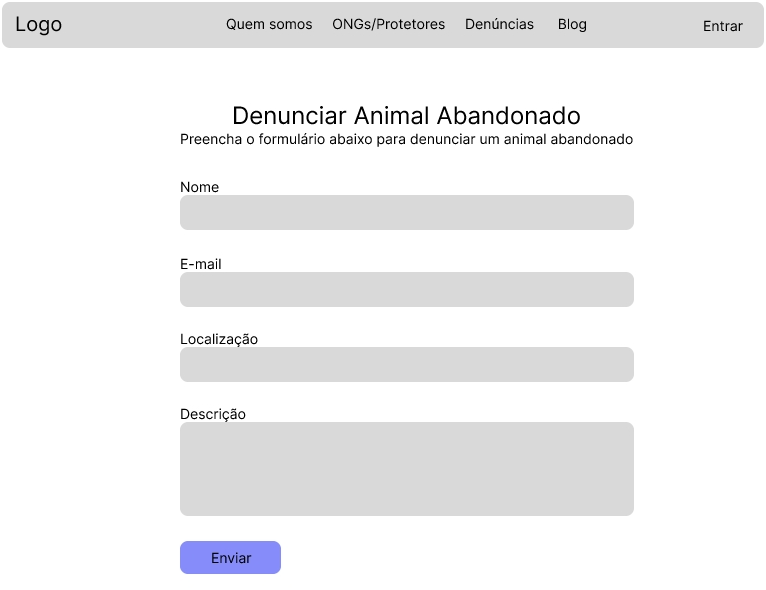 Logo Quem somos ONGs/Protetores Denúncias Blog Entrar
Denunciar Animal Abandonado
Preencha o formulário abaixo para denunciar um animal abandonado
Nome
E-mail
Localização
Descrição
Enviar